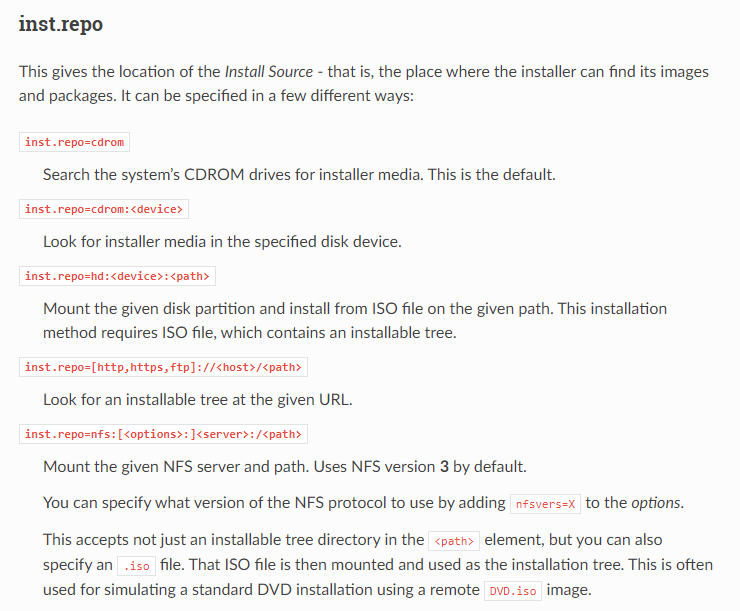 inst.repo
This gives the location of the Install Source - that is, the place where the installer can find its images
and packages. It can be specified in a few different ways:
inst.repo=cdrom
Search the system’s CDROM drives for installer media. This is the default.
inst.repo=cdrom:<device>
Look for installer media in the specified disk device.
inst.repo=hd:<device>:<path>
Mount the given disk partition and install from ISO file on the given path. This installation
method requires ISO file, which contains an installable tree.
inst.repo=[http,https,ftp]://<host>/<path>
Look for an installable tree at the given URL.
inst.repo=nfs:[<options>:]<server>:/<path>
Mount the given NFS server and path. Uses NFS version 3 by default.
You can specify what version of the NFS protocol to use by adding nfsvers=X to the options.
This accepts not just an installable tree directory in the <path> element, but you can also
specify an .iso file. That ISO file is then mounted and used as the installation tree. This is often
used for simulating a standard DVD installation using a remote DVD.iso image.